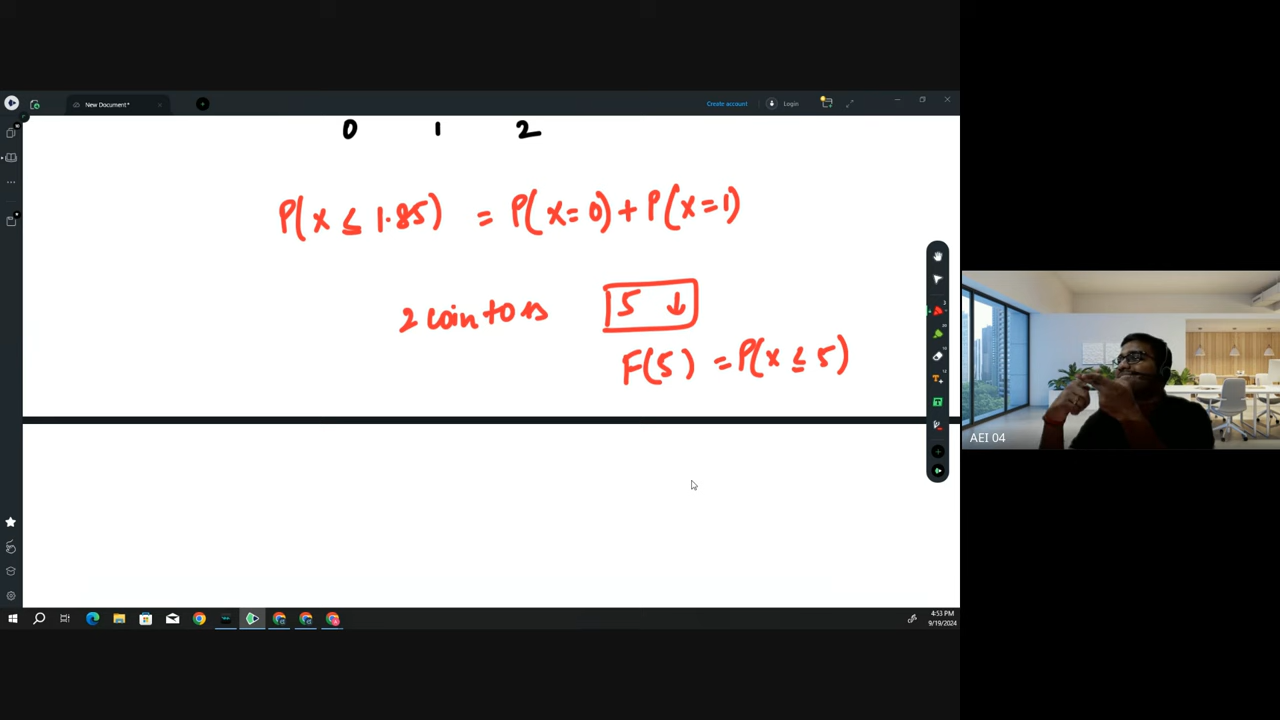 New Document*
Create account
Login
0 1 2
P(x ≤ 1.85) = P(x=0) + P(x=1)
2 coin toss 5 ↓
F(5) = P(x ≤ 5)
AEI 04
4:53 PM
9/19/2024